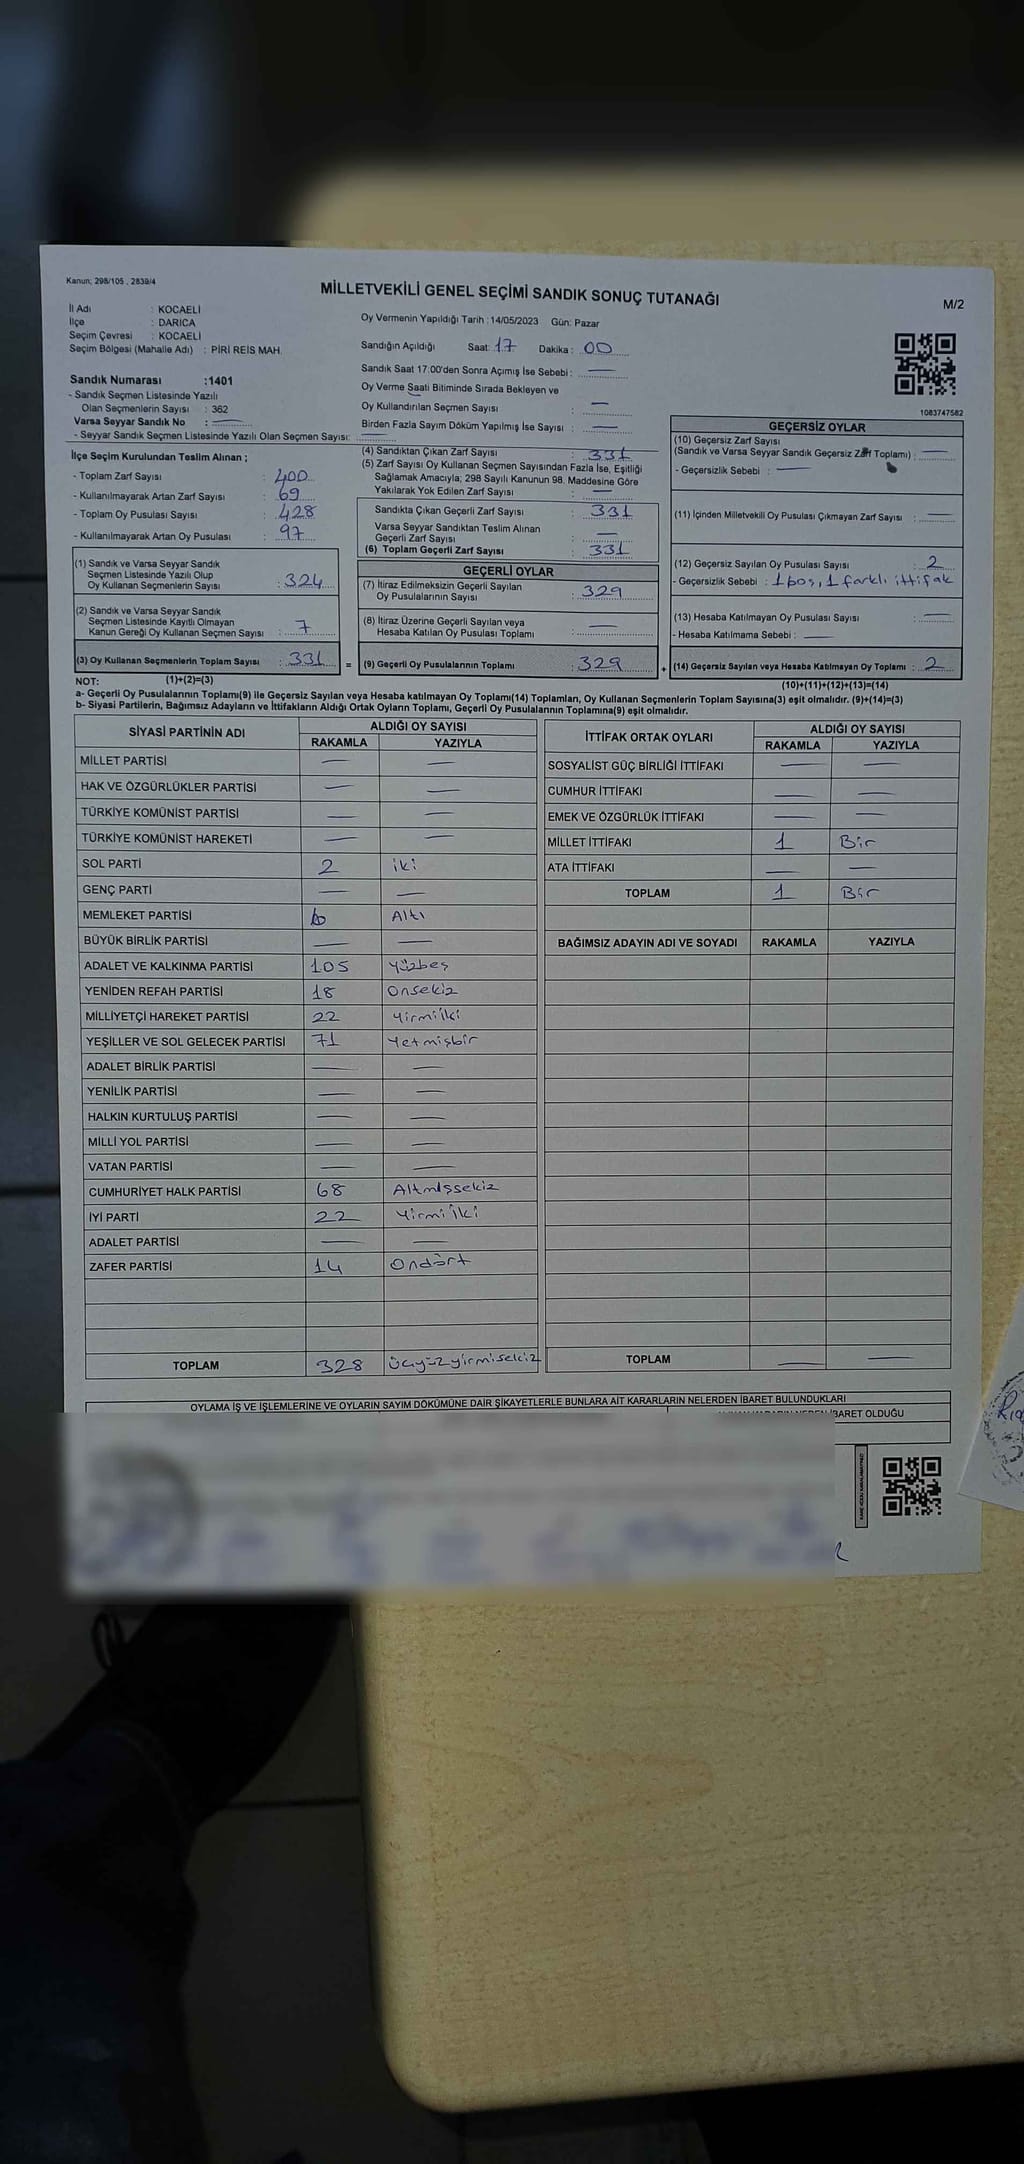 Kanun; 298/105 , 2839/4
MİLLETVEKİLİ GENEL SEÇİMİ SANDIK SONUÇ TUTANAĞI
M/2
İl Adı : KOCAELİ
İlçe : DARICA
Seçim Çevresi : KOCAELİ
Seçim Bölgesi (Mahalle Adı) : PİRİ REİS MAH.
Sandık Numarası :1401
- Sandık Seçmen Listesinde Yazılı
Olan Seçmenlerin Sayısı : 362
Varsa Seyyar Sandık No : —
- Seyyar Sandık Seçmen Listesinde Yazılı Olan Seçmen Sayısı:
Oy Vermenin Yapıldığı Tarih :14/05/2023 Gün: Pazar
Sandığın Açıldığı Saat: 17 Dakika : 00
Sandık Saat 17:00'den Sonra Açımış İse Sebebi : —
Oy Verme Saati Bitiminde Sırada Bekleyen ve
Oy Kullandırılan Seçmen Sayısı : —
Birden Fazla Sayım Döküm Yapılmış İse Sayısı : —
1083747582
İlçe Seçim Kurulundan Teslim Alınan ;
- Toplam Zarf Sayısı : 400
- Kullanılmayarak Artan Zarf Sayısı : 69
- Toplam Oy Pusulası Sayısı : 428
- Kullanılmayarak Artan Oy Pusulası : 97
(1) Sandık ve Varsa Seyyar Sandık
Seçmen Listesinde Yazılı Olup
Oy Kullanan Seçmenlerin Sayısı : 324
(2) Sandık ve Varsa Seyyar Sandık
Seçmen Listesinde Kayıtlı Olmayan
Kanun Gereği Oy Kullanan Seçmen Sayısı : 7
(3) Oy Kullanan Seçmenlerin Toplam Sayısı : 331 =
(4) Sandıktan Çıkan Zarf Sayısı : 331
(5) Zarf Sayısı Oy Kullanan Seçmen Sayısından Fazla İse, Eşitliği
Sağlamak Amacıyla; 298 Sayılı Kanunun 98. Maddesine Göre
Yakılarak Yok Edilen Zarf Sayısı : —
Sandıkta Çıkan Geçerli Zarf Sayısı : 331
Varsa Seyyar Sandıktan Teslim Alınan
Geçerli Zarf Sayısı : —
(6) Toplam Geçerli Zarf Sayısı : 331
GEÇERLİ OYLAR
(7) İtiraz Edilmeksizin Geçerli Sayılan
Oy Pusulalarının Sayısı : 329
(8) İtiraz Üzerine Geçerli Sayılan veya
Hesaba Katılan Oy Pusulası Toplamı : —
(9) Geçerli Oy Pusulalarının Toplamı : 329 +
GEÇERSİZ OYLAR
(10) Geçersiz Zarf Sayısı
(Sandık ve Varsa Seyyar Sandık Geçersiz Zarf Toplamı) : —
- Geçersizlik Sebebi : —
(11) İçinden Milletvekili Oy Pusulası Çıkmayan Zarf Sayısı : —
(12) Geçersiz Sayılan Oy Pusulası Sayısı : 2
- Geçersizlik Sebebi : 1 boş, 1 farklı ittifak
(13) Hesaba Katılmayan Oy Pusulası Sayısı : —
- Hesaba Katılmama Sebebi : —
(14) Geçersiz Sayılan veya Hesaba Katılmayan Oy Toplamı : 2
NOT: (1)+(2)=(3)
(10)+(11)+(12)+(13)=(14)
a- Geçerli Oy Pusulalarının Toplamı(9) ile Geçersiz Sayılan veya Hesaba katılmayan Oy Toplamı(14) Toplamları, Oy Kullanan Seçmenlerin Toplam Sayısına(3) eşit olmalıdır. (9)+(14)=(3)
b- Siyasi Partilerin, Bağımsız Adayların ve İttifakların Aldığı Ortak Oyların Toplamı, Geçerli Oy Pusulalarının Toplamına(9) eşit olmalıdır.
SİYASİ PARTİNİN ADI ALDIĞI OY SAYISI
RAKAMLA YAZIYLA
MİLLET PARTİSİ — —
HAK VE ÖZGÜRLÜKLER PARTİSİ — —
TÜRKİYE KOMÜNİST PARTİSİ — —
TÜRKİYE KOMÜNİST HAREKETİ — —
SOL PARTİ 2 iki
GENÇ PARTİ — —
MEMLEKET PARTİSİ 6 Altı
BÜYÜK BİRLİK PARTİSİ — —
ADALET VE KALKINMA PARTİSİ 105 Yüzbeş
YENİDEN REFAH PARTİSİ 18 Onsekiz
MİLLİYETÇİ HAREKET PARTİSİ 22 Yirmiİki
YEŞİLLER VE SOL GELECEK PARTİSİ 71 Yetmişbir
ADALET BİRLİK PARTİSİ — —
YENİLİK PARTİSİ — —
HALKIN KURTULUŞ PARTİSİ — —
MİLLİ YOL PARTİSİ — —
VATAN PARTİSİ — —
CUMHURİYET HALK PARTİSİ 68 Altmışsekiz
İYİ PARTİ 22 Yirmiİki
ADALET PARTİSİ — —
ZAFER PARTİSİ 14 Ondört
TOPLAM 328 üçyüzyirmisekiz
İTTİFAK ORTAK OYLARI ALDIĞI OY SAYISI
RAKAMLA YAZIYLA
SOSYALİST GÜÇ BİRLİĞİ İTTİFAKI — —
CUMHUR İTTİFAKI — —
EMEK VE ÖZGÜRLÜK İTTİFAKI — —
MİLLET İTTİFAKI 1 Bir
ATA İTTİFAKI — —
TOPLAM 1 Bir
BAĞIMSIZ ADAYIN ADI VE SOYADI RAKAMLA YAZIYLA
TOPLAM — —
OYLAMA İŞ VE İŞLEMLERİNE VE OYLARIN SAYIM DÖKÜMÜNE DAİR ŞİKAYETLERLE BUNLARA AİT KARARLARIN NELERDEN İBARET BULUNDUKLARI
İBARET OLDUĞU